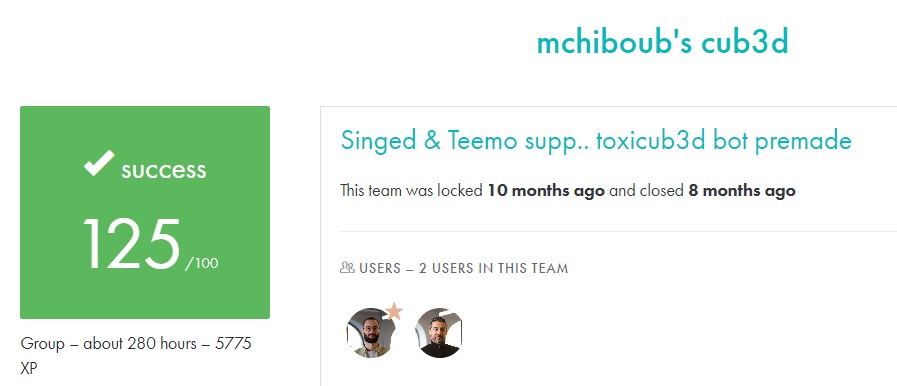 mchiboub's cub3d
success
125 /100
Group – about 280 hours – 5775
XP
Singed & Teemo supp.. toxicub3d bot premade
This team was locked 10 months ago and closed 8 months ago
USERS – 2 USERS IN THIS TEAM